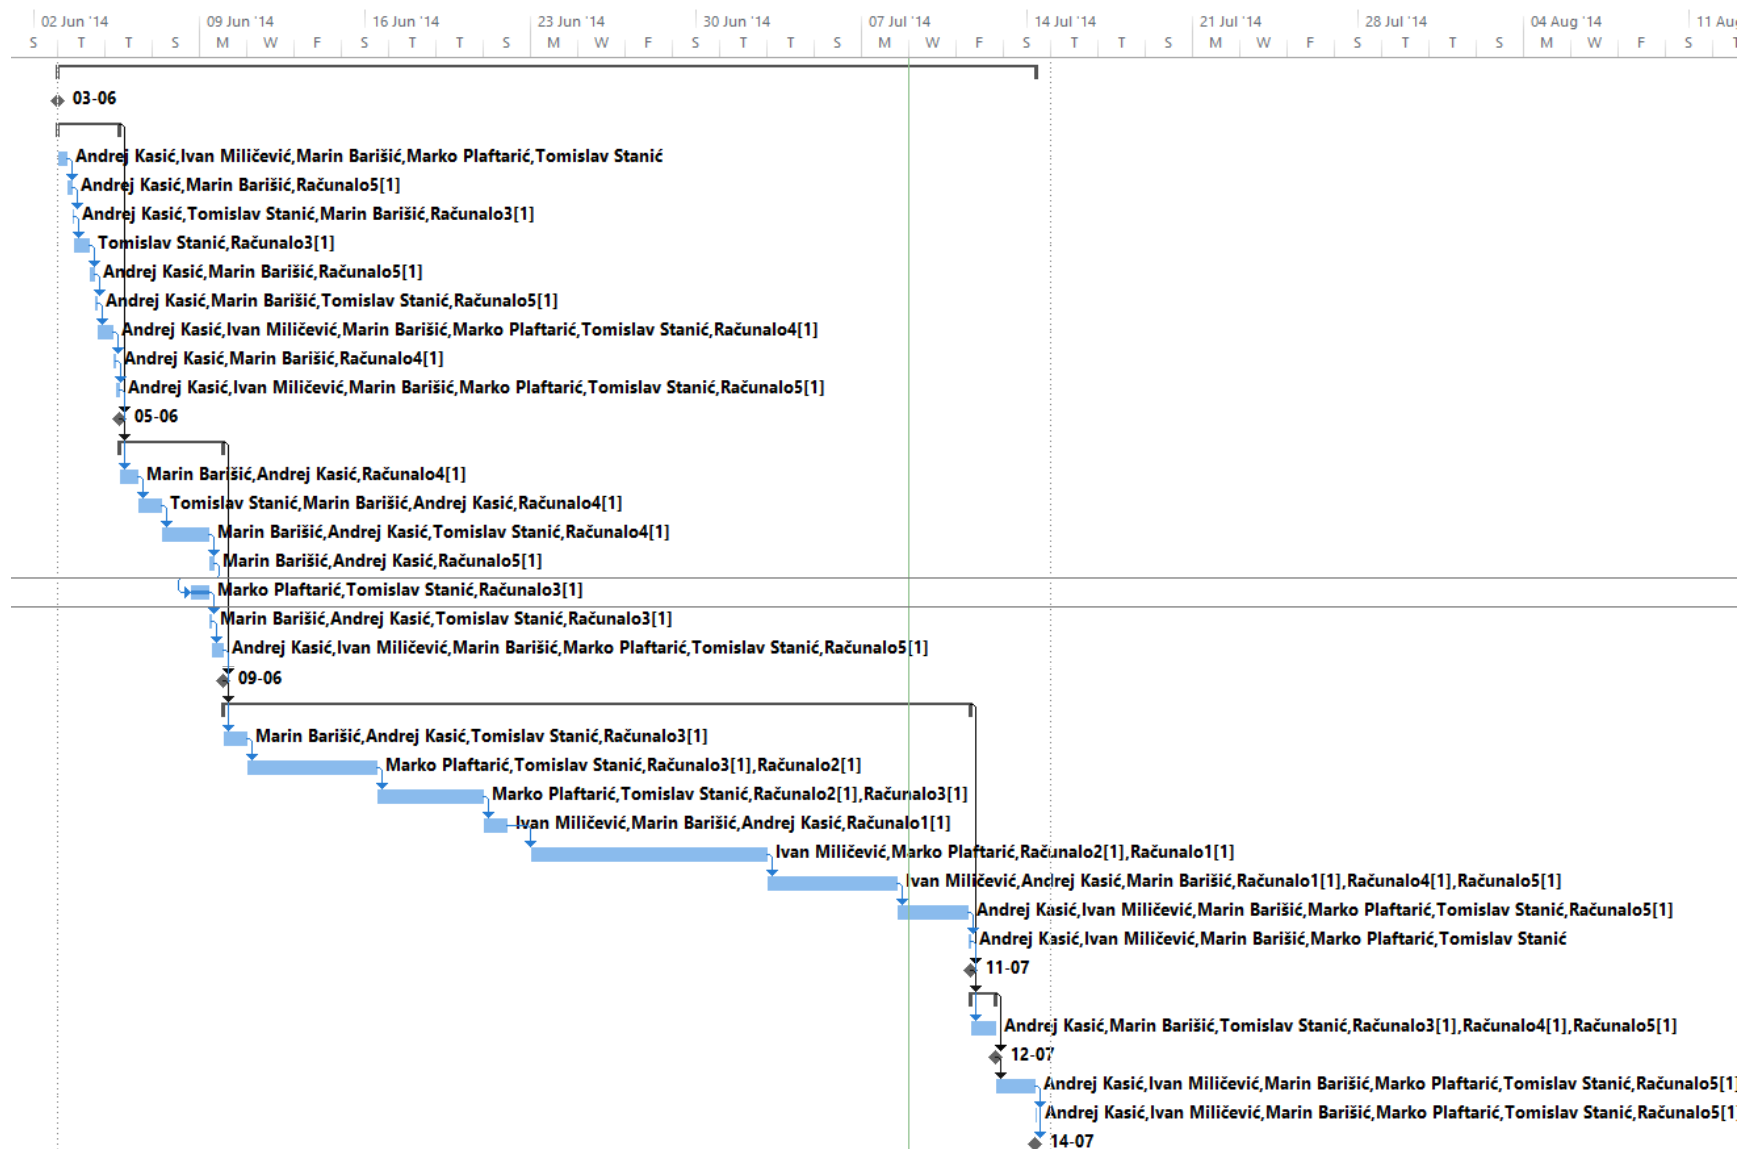 02 Jun '14 09 Jun '14 16 Jun '14 23 Jun '14 30 Jun '14 07 Jul '14 14 Jul '14 21 Jul '14 28 Jul '14 04 Aug '14 11 Aug
S T T S M W F S T T S M W F S T T S M W F S T T S M W F S T T S M W F S T
03-06
Andrej Kasić,Ivan Miličević,Marin Barišić,Marko Plaftarić,Tomislav Stanić
Andrej Kasić,Marin Barišić,Računalo5[1]
Andrej Kasić,Tomislav Stanić,Marin Barišić,Računalo3[1]
Tomislav Stanić,Računalo3[1]
Andrej Kasić,Marin Barišić,Računalo5[1]
Andrej Kasić,Marin Barišić,Tomislav Stanić,Računalo5[1]
Andrej Kasić,Ivan Miličević,Marin Barišić,Marko Plaftarić,Tomislav Stanić,Računalo4[1]
Andrej Kasić,Marin Barišić,Računalo4[1]
Andrej Kasić,Ivan Miličević,Marin Barišić,Marko Plaftarić,Tomislav Stanić,Računalo5[1]
05-06
Marin Barišić,Andrej Kasić,Računalo4[1]
Tomislav Stanić,Marin Barišić,Andrej Kasić,Računalo4[1]
Marin Barišić,Andrej Kasić,Tomislav Stanić,Računalo4[1]
Marin Barišić,Andrej Kasić,Računalo5[1]
Marko Plaftarić,Tomislav Stanić,Računalo3[1]
Marin Barišić,Andrej Kasić,Tomislav Stanić,Računalo3[1]
Andrej Kasić,Ivan Miličević,Marin Barišić,Marko Plaftarić,Tomislav Stanić,Računalo5[1]
09-06
Marin Barišić,Andrej Kasić,Tomislav Stanić,Računalo3[1]
Marko Plaftarić,Tomislav Stanić,Računalo3[1],Računalo2[1]
Marko Plaftarić,Tomislav Stanić,Računalo2[1],Računalo3[1]
Ivan Miličević,Marin Barišić,Andrej Kasić,Računalo1[1]
Ivan Miličević,Marko Plaftarić,Računalo2[1],Računalo1[1]
Ivan Miličević,Andrej Kasić,Marin Barišić,Računalo1[1],Računalo4[1],Računalo5[1]
Andrej Kasić,Ivan Miličević,Marin Barišić,Marko Plaftarić,Tomislav Stanić,Računalo5[1]
Andrej Kasić,Ivan Miličević,Marin Barišić,Marko Plaftarić,Tomislav Stanić
11-07
Andrej Kasić,Marin Barišić,Tomislav Stanić,Računalo3[1],Računalo4[1],Računalo5[1]
12-07
Andrej Kasić,Ivan Miličević,Marin Barišić,Marko Plaftarić,Tomislav Stanić,Računalo5[1]
Andrej Kasić,Ivan Miličević,Marin Barišić,Marko Plaftarić,Tomislav Stanić,Računalo5[1]
14-07